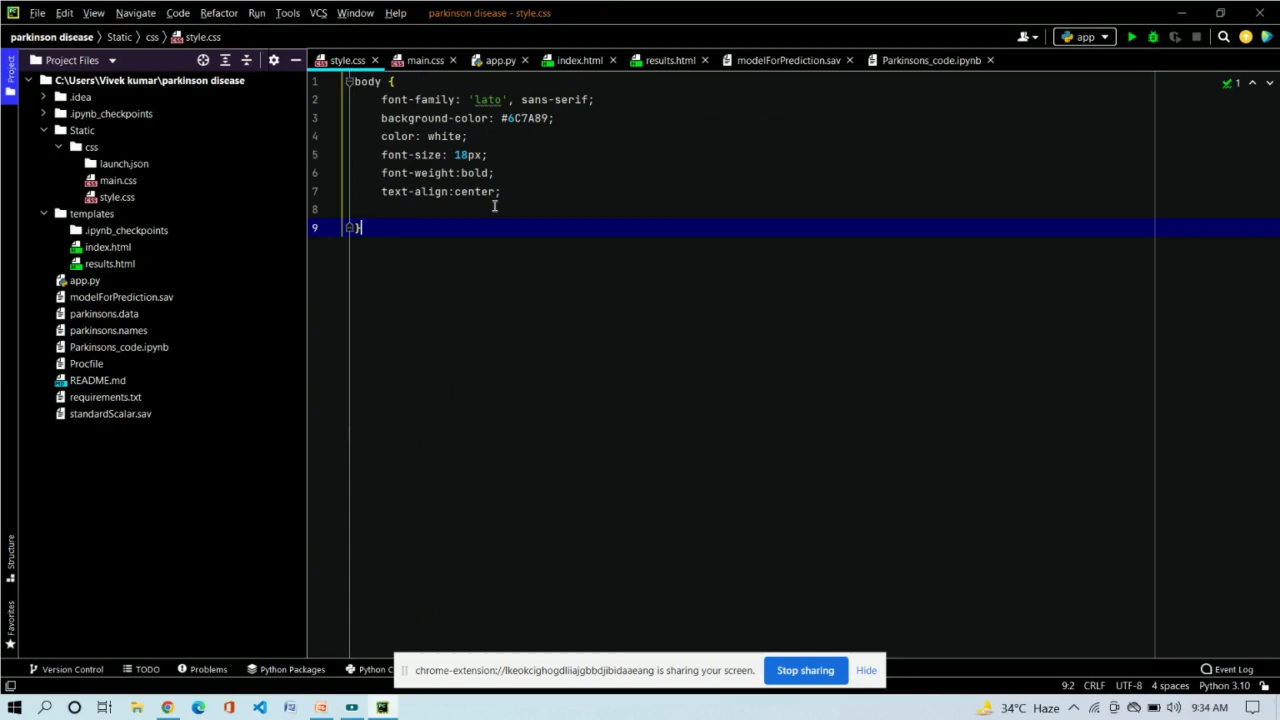 File Edit View Navigate Code Refactor Run Tools VCS Window Help parkinson disease - style.css
parkinson disease Static css style.css app
Project Project Files style.css main.css app.py index.html results.html modelForPrediction.sav Parkinsons_code.ipynb
C:\Users\Vivek kumar\parkinson disease
.idea
.ipynb_checkpoints
Static
css
launch.json
main.css
style.css
templates
.ipynb_checkpoints
index.html
results.html
app.py
modelForPrediction.sav
parkinsons.data
parkinsons.names
Parkinsons_code.ipynb
Procfile
README.md
requirements.txt
standardScalar.sav
1 body {
2 font-family: 'lato', sans-serif;
3 background-color: #6C7A89;
4 color: white;
5 font-size: 18px;
6 font-weight:bold;
7 text-align:center;
8
9 }
1
Structure
Favorites
Version Control TODO Problems Python Packages Python C
chrome-extension://lkeokcighogdliiajgbbdjibidaaeang is sharing your screen. Stop sharing Hide
Event Log
9:2 CRLF UTF-8 4 spaces Python 3.10
34°C Haze 9:34 AM